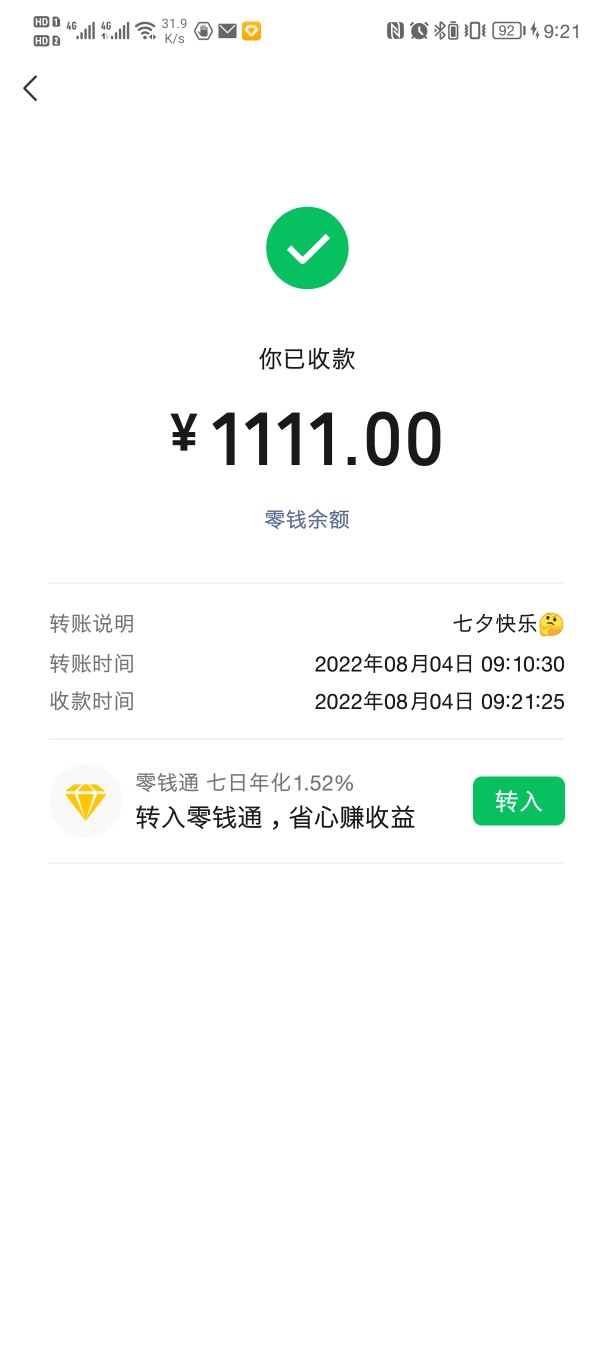 HD 1 4G 4G 31.9 92 9:21
HD 2 K/s
你已收款
¥1111.00
零钱余额
转账说明 七夕快乐🤔
转账时间 2022年08月04日 09:10:30
收款时间 2022年08月04日 09:21:25
零钱通 七日年化1.52%
转入零钱通，省心赚收益
转入